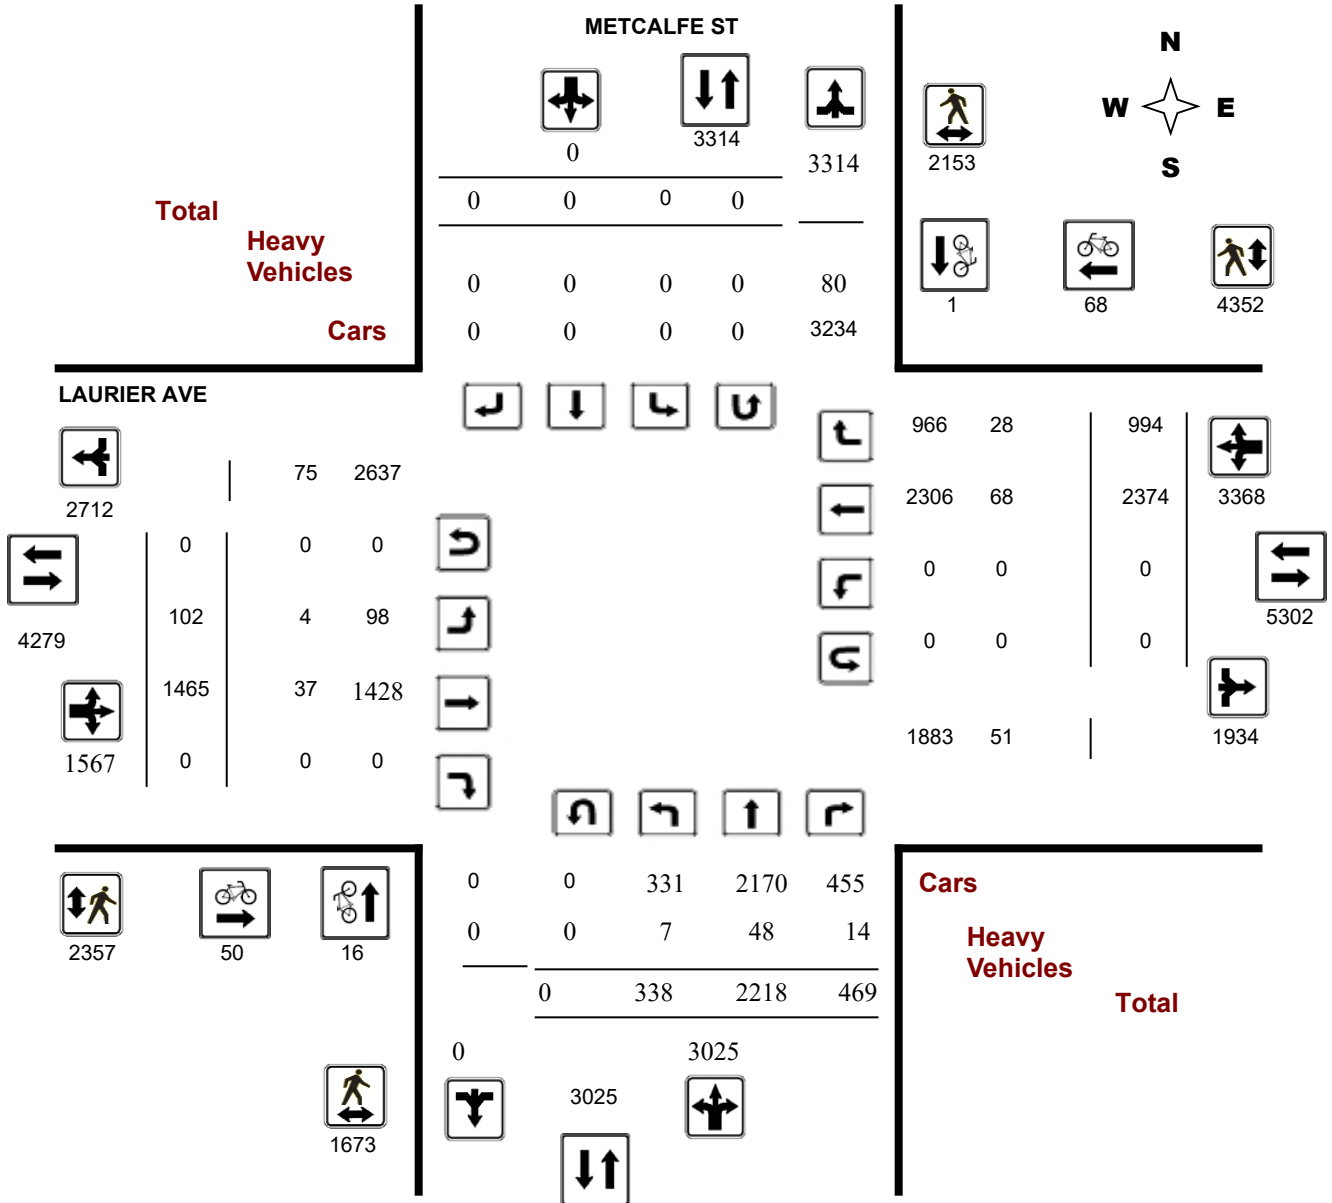 METCALFE ST
N
W E
S
3314
0
3314
2153
0 0 0 0
Total
Heavy
Vehicles
0 0 0 0 80
Cars
0 0 0 0 3234
1 68 4352
LAURIER AVE
966 28 994
75 2637
2712
2306 68 2374 3368
0 0 0
0 0 0
5302
102 4 98
4279
0 0 0
1465 37 1428
1883 51 1934
1567 0 0 0
0 0 331 2170 455
Cars
0 0 7 48 14
Heavy
Vehicles
2357 50 16
0 338 2218 469
Total
0 3025
3025
1673